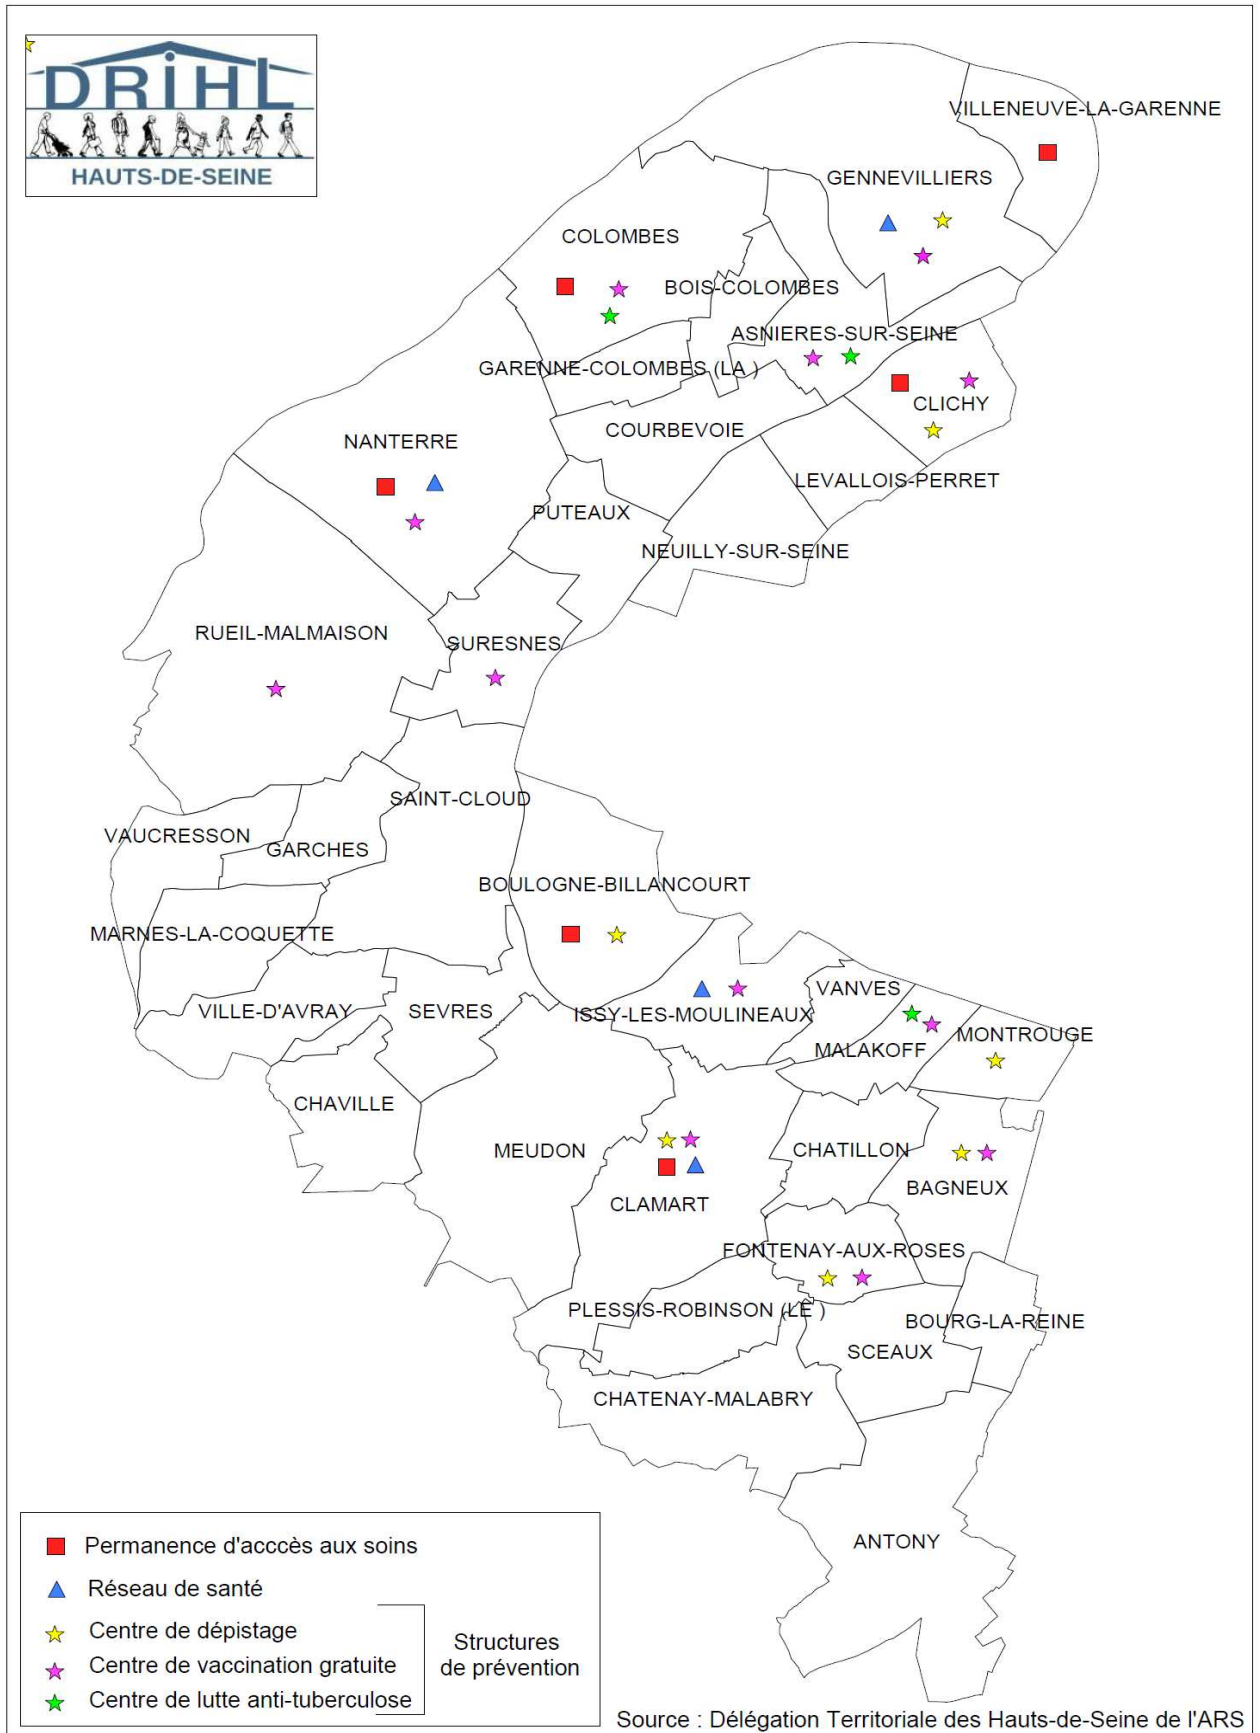 DRiHL
HAUTS-DE-SEINE
VILLENEUVE-LA-GARENNE
GENNEVILLIERS
COLOMBES
BOIS-COLOMBES
ASNIERES-SUR-SEINE
GARENNE-COLOMBES (LA )
CLICHY
COURBEVOIE
NANTERRE
LEVALLOIS-PERRET
PUTEAUX
NEUILLY-SUR-SEINE
RUEIL-MALMAISON
SURESNES
SAINT-CLOUD
VAUCRESSON
GARCHES
BOULOGNE-BILLANCOURT
MARNES-LA-COQUETTE
VANVES
VILLE-D'AVRAY
SEVRES
ISSY-LES-MOULINEAUX
MONTROUGE
MALAKOFF
CHAVILLE
MEUDON
CHATILLON
BAGNEUX
CLAMART
FONTENAY-AUX-ROSES
PLESSIS-ROBINSON (LE )
BOURG-LA-REINE
SCEAUX
CHATENAY-MALABRY
ANTONY
Permanence d'acccès aux soins
Réseau de santé
Centre de dépistage
Centre de vaccination gratuite
Centre de lutte anti-tuberculose
Structures
de prévention
Source : Délégation Territoriale des Hauts-de-Seine de l'ARS